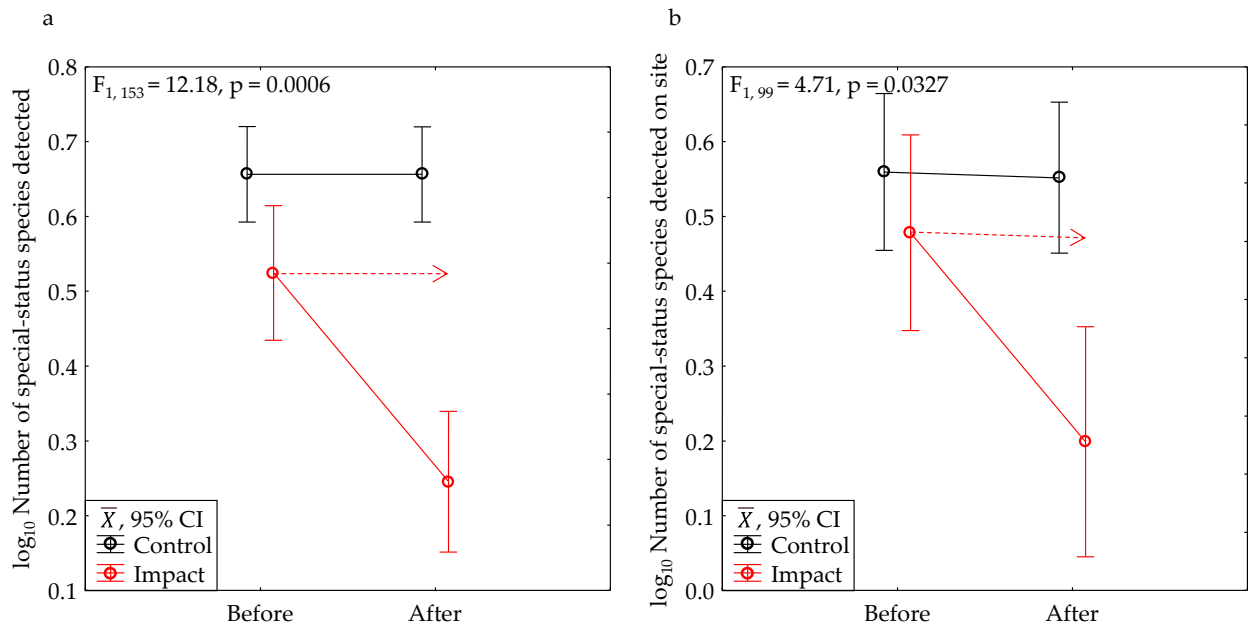 a
log₁₀ Number of special-status species detected
F₁, ₁₅₃ = 12.18, p = 0.0006
0.8
0.7
0.6
0.5
0.4
0.3
0.2
0.1
X̄, 95% CI
Control
Impact
Before After
b
log₁₀ Number of special-status species detected on site
F₁, ₉₉ = 4.71, p = 0.0327
0.7
0.6
0.5
0.4
0.3
0.2
0.1
0.0
X̄, 95% CI
Control
Impact
Before After